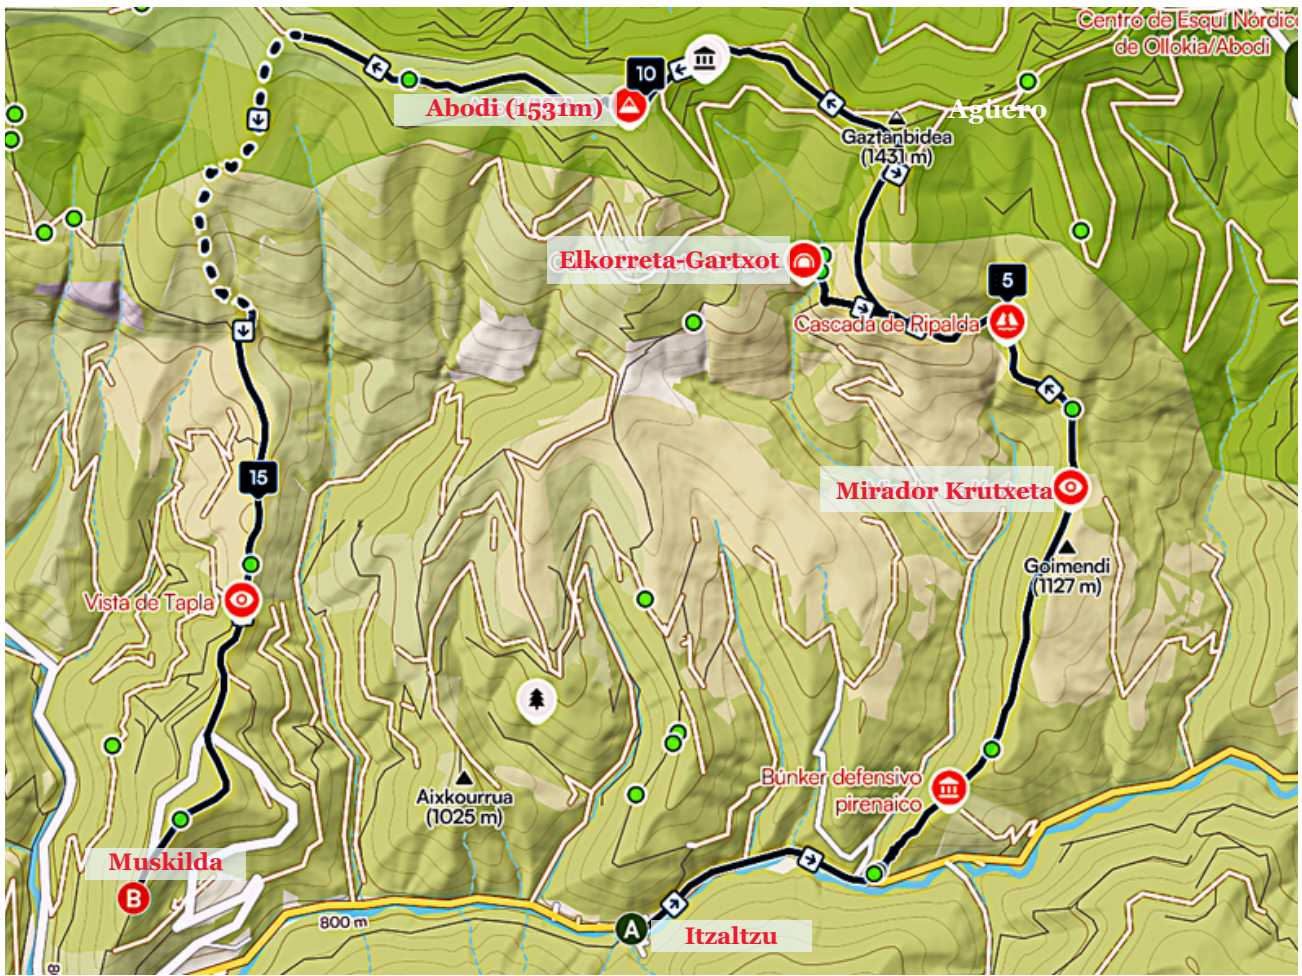 Centro de Esquí Nórdico
de Ollokia/Abodi
10
Abodi (1531m)
Agüero
Gaztanbidea
(1431 m)
Elkorreta-Gartxot
5
Cascada de Ripalda
15
Mirador Krutxeta
Goimendi
(1127 m)
Vista de Tapla
Búnker defensivo
pirenaico
Aixkourrua
(1025 m)
Muskilda
B
800 m
A
Itzaltzu